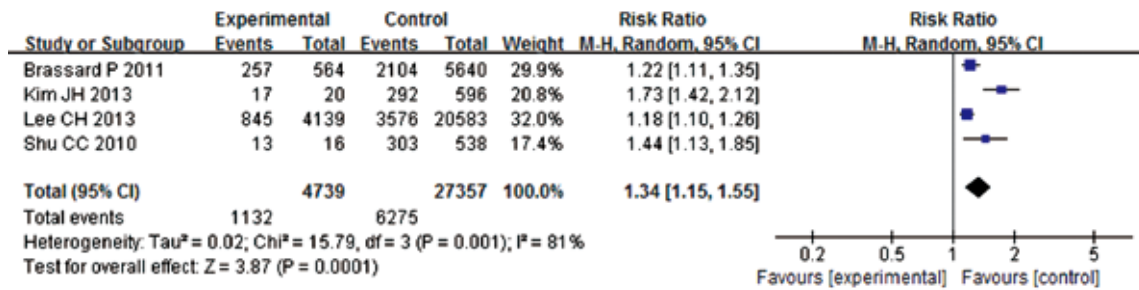 Experimental Control Risk Ratio Risk Ratio
Study or Subgroup Events Total Events Total Weight M-H, Random, 95% CI M-H, Random, 95% CI
Brassard P 2011 257 564 2104 5640 29.9% 1.22 [1.11, 1.35]
Kim JH 2013 17 20 292 596 20.8% 1.73 [1.42, 2.12]
Lee CH 2013 845 4139 3576 20583 32.0% 1.18 [1.10, 1.26]
Shu CC 2010 13 16 303 538 17.4% 1.44 [1.13, 1.85]
Total (95% CI) 4739 27357 100.0% 1.34 [1.15, 1.55]
Total events 1132 6275
Heterogeneity: Tau² = 0.02; Chi² = 15.79, df = 3 (P = 0.001); I² = 81%
Test for overall effect: Z = 3.87 (P = 0.0001)
0.2 0.5 1 2 5
Favours [experimental] Favours [control]